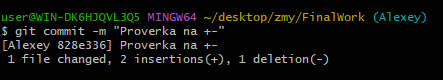 user@WIN-DK6HJQVL3Q5 MINGW64 ~/desktop/zmy/FinalWork (Alexey)
$ git commit -m "Proverka na +-"
[Alexey 828e336] Proverka na +-
 1 file changed, 2 insertions(+), 1 deletion(-)